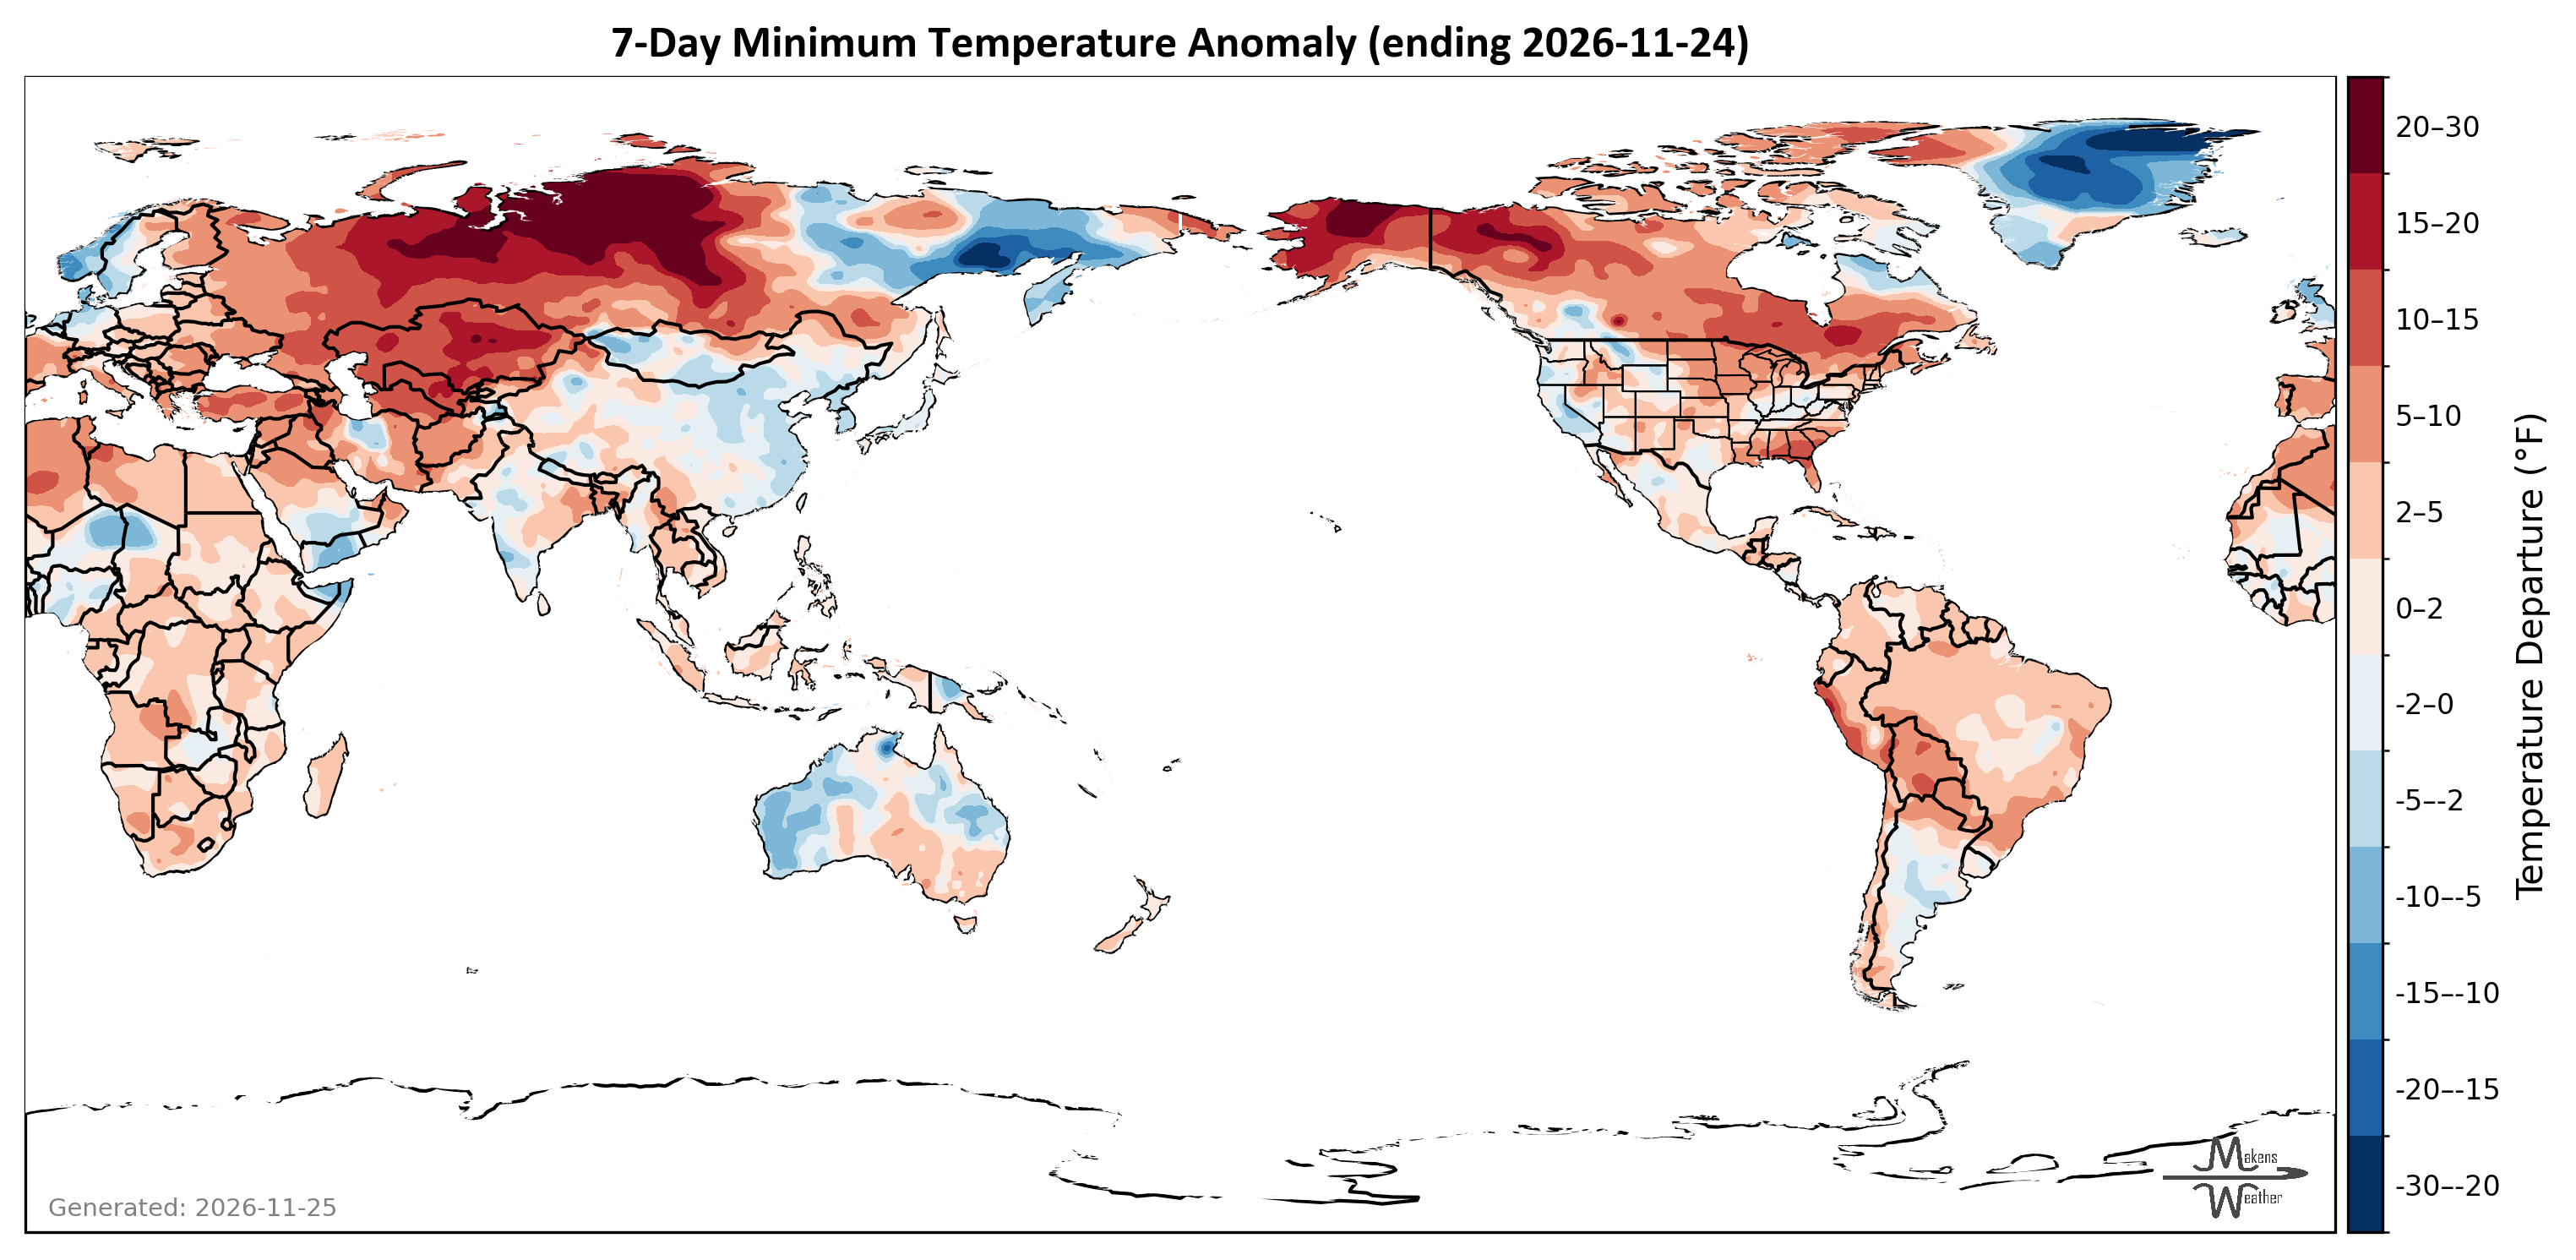 7-Day Minimum Temperature Anomaly (ending 2026-11-24)
20–30
15–20
10–15
5–10
2–5
0–2
-2–0
-5–-2
-10–-5
-15–-10
-20–-15
-30–-20
Temperature Departure (°F)
Generated: 2026-11-25
Makens
Weather